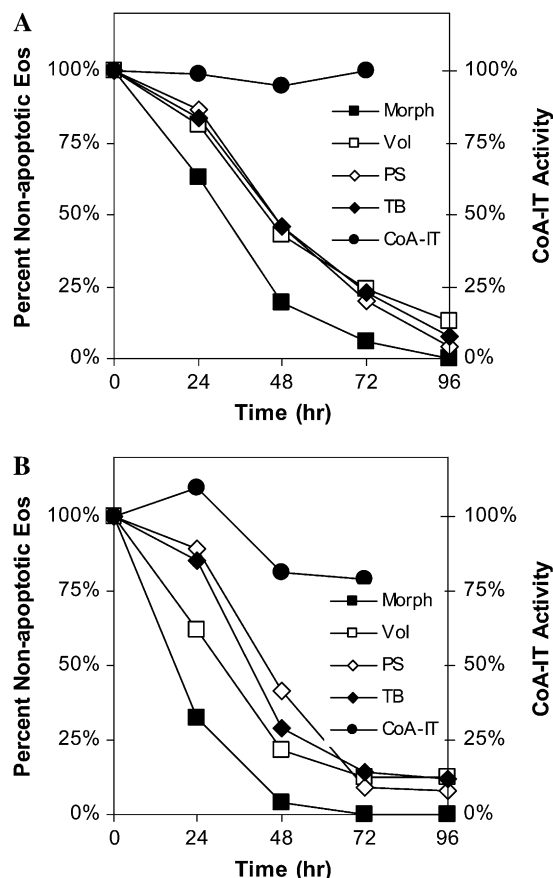 A
Percent Non-apoptotic Eos
100%
75%
50%
25%
0%
100%
75%
50%
25%
0%
CoA-IT Activity
Morph
Vol
PS
TB
CoA-IT
0 24 48 72 96
Time (hr)
B
Percent Non-apoptotic Eos
100%
75%
50%
25%
0%
100%
75%
50%
25%
0%
CoA-IT Activity
Morph
Vol
PS
TB
CoA-IT
0 24 48 72 96
Time (hr)